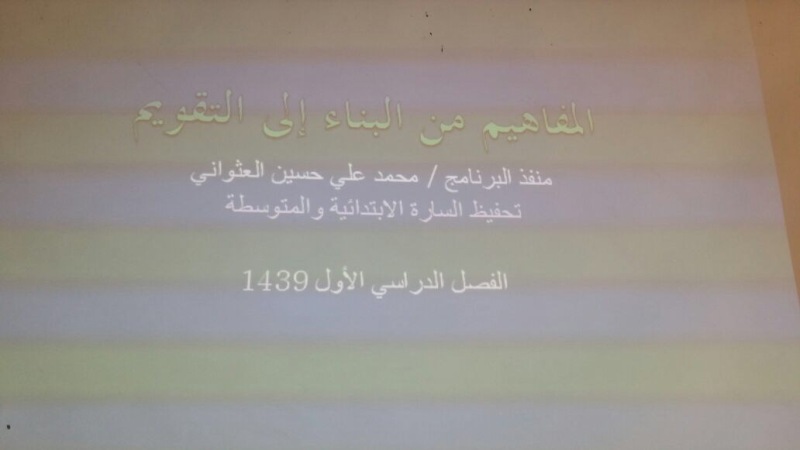 المفاهيم من البناء إلى التقويم
منفذ البرنامج / محمد علي حسين العثواني
تحفيظ السارة الابتدائية والمتوسطة
الفصل الدراسي الأول 1439